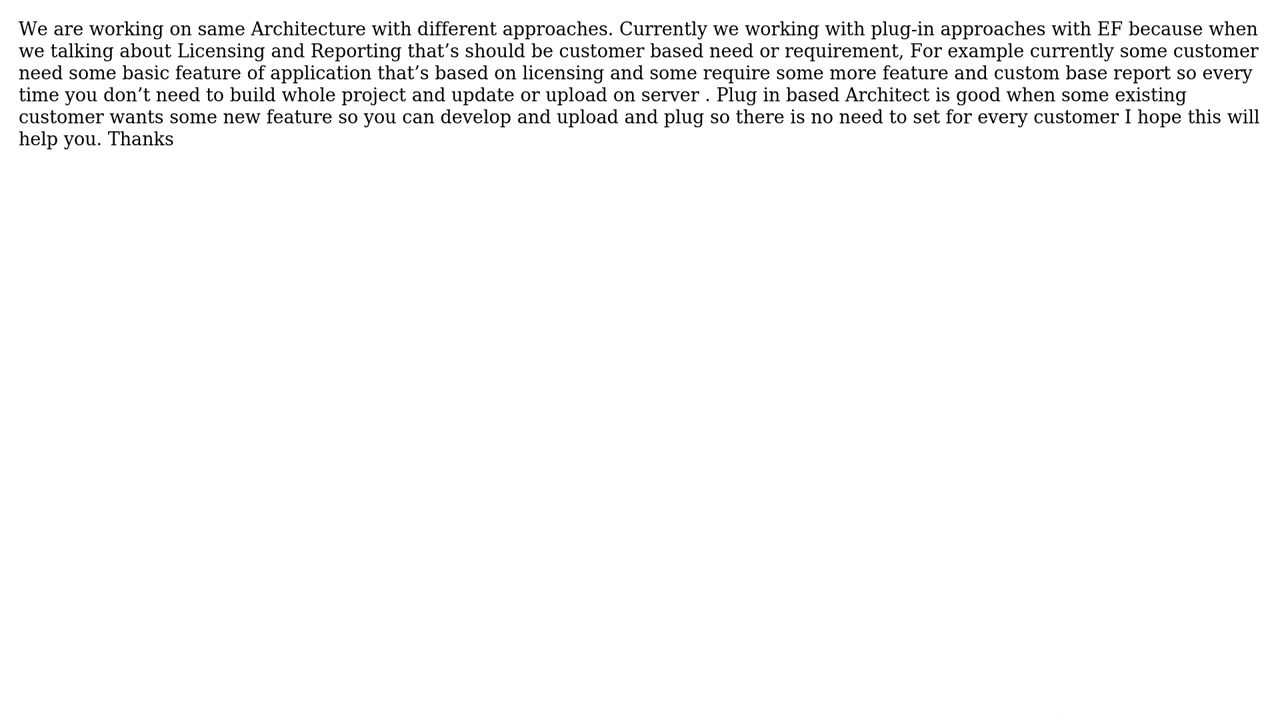 We are working on same Architecture with different approaches. Currently we working with plug-in approaches with EF because when
we talking about Licensing and Reporting that’s should be customer based need or requirement, For example currently some customer
need some basic feature of application that’s based on licensing and some require some more feature and custom base report so every
time you don’t need to build whole project and update or upload on server . Plug in based Architect is good when some existing
customer wants some new feature so you can develop and upload and plug so there is no need to set for every customer I hope this will
help you. Thanks